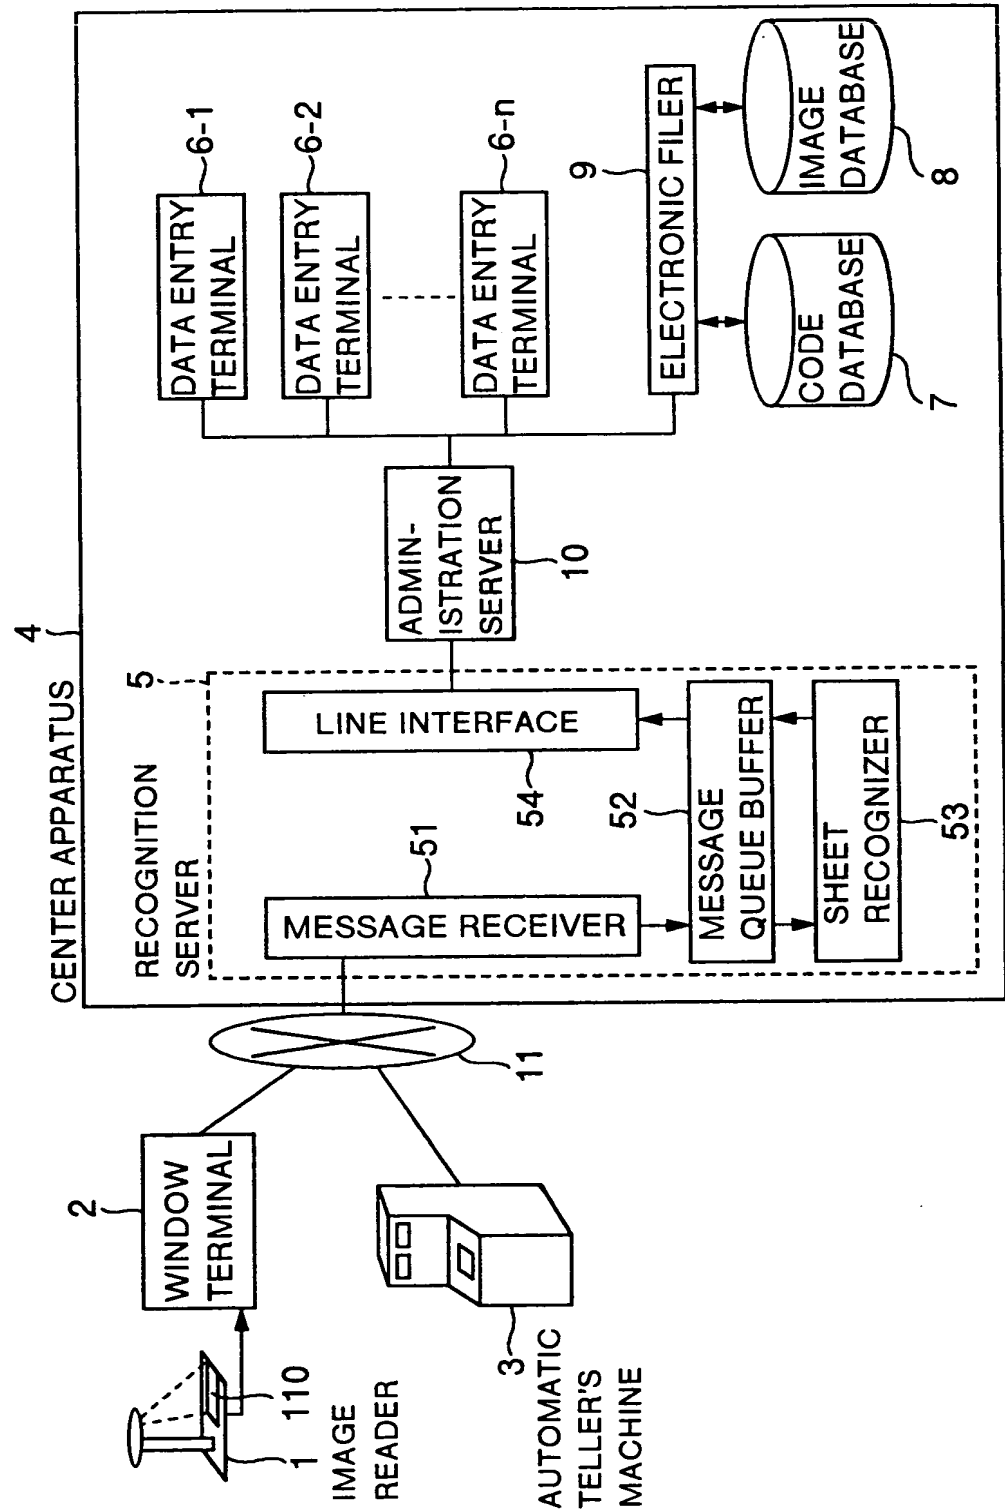 CENTER APPARATUS
4
RECOGNITION
SERVER
5
DATA ENTRY
TERMINAL
6-1
DATA ENTRY
TERMINAL
6-2
DATA ENTRY
TERMINAL
6-n
ADMIN-
ISTRATION
SERVER
10
LINE INTERFACE
54
MESSAGE RECEIVER
51
MESSAGE
QUEUE BUFFER
52
SHEET
RECOGNIZER
53
ELECTRONIC FILER
9
CODE
DATABASE
7
IMAGE
DATABASE
8
11
WINDOW
TERMINAL
2
110
1
IMAGE
READER
3
AUTOMATIC
TELLER'S
MACHINE